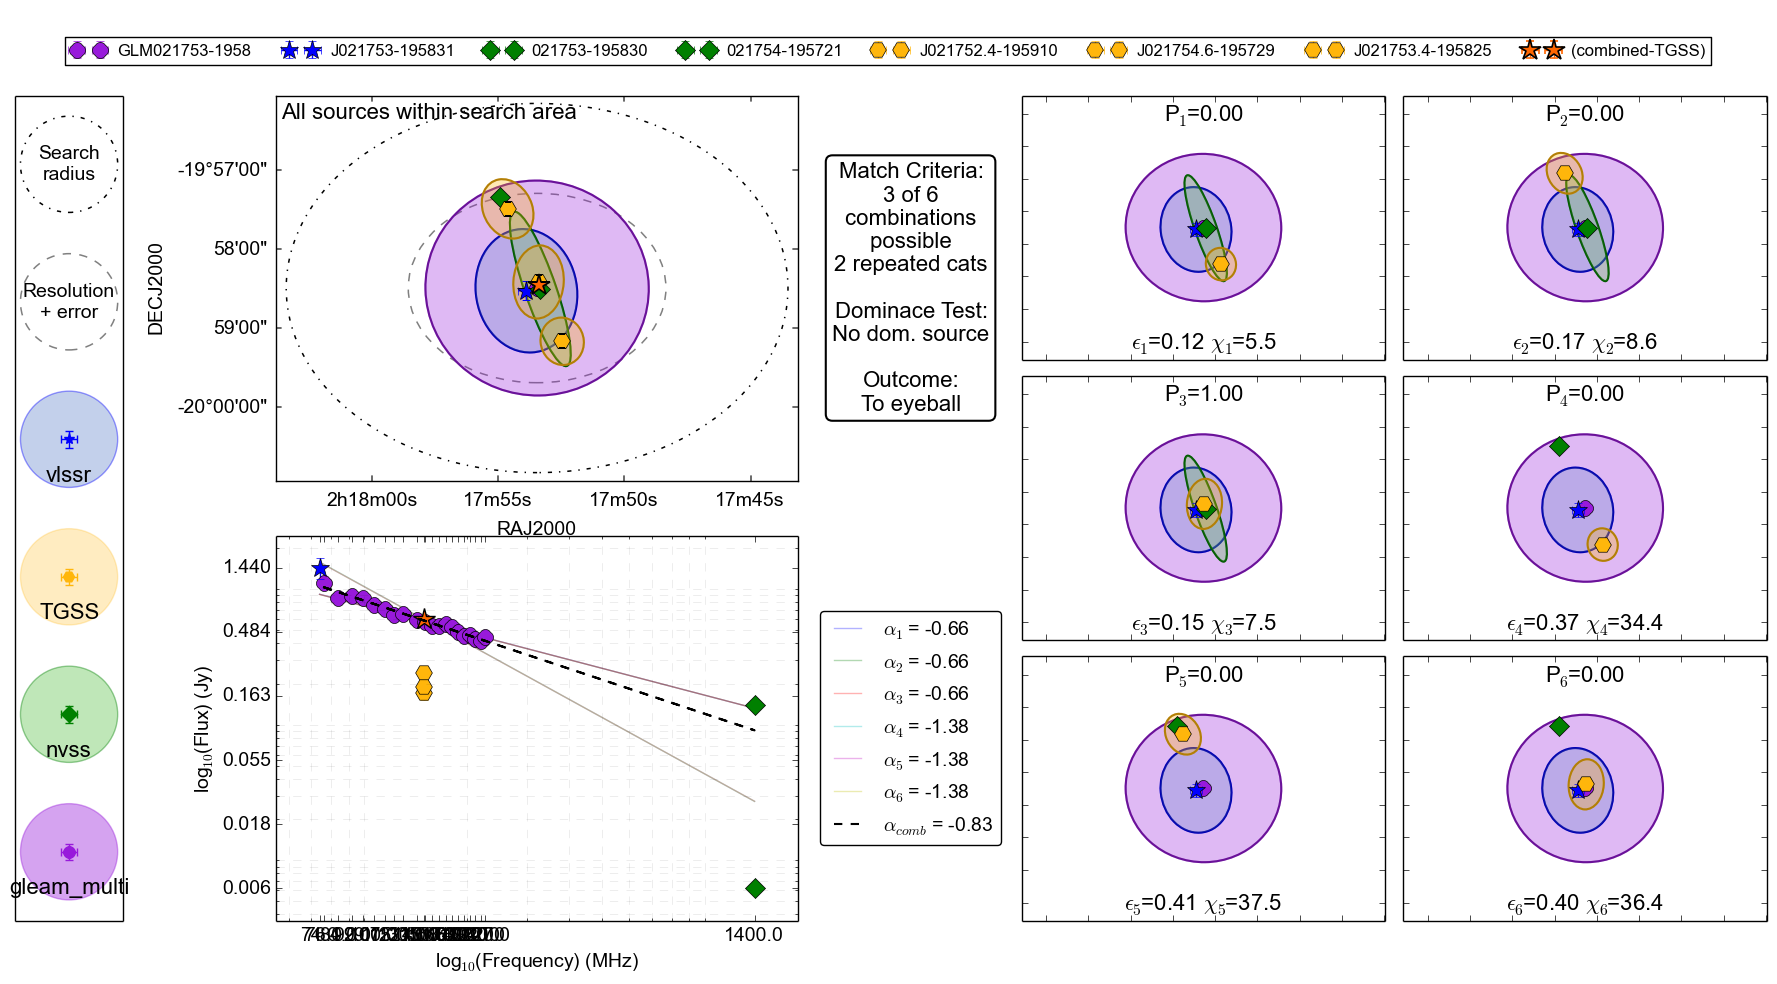 GLM021753-1958 J021753-195831 021753-195830 021754-195721 J021752.4-195910 J021754.6-195729 J021753.4-195825 (combined-TGSS)
Search
radius
Resolution
+ error
vlssr
TGSS
nvss
gleam_multi
All sources within search area
DECJ2000
-19°57'00"
58'00"
59'00"
-20°00'00"
2h18m00s 17m55s 17m50s 17m45s
RAJ2000
Match Criteria:
3 of 6
combinations
possible
2 repeated cats
Dominace Test:
No dom. source
Outcome:
To eyeball
log₁₀(Flux) (Jy)
1.440
0.484
0.163
0.055
0.018
0.006
1400.0
log₁₀(Frequency) (MHz)
α₁ = -0.66
α₂ = -0.66
α₃ = -0.66
α₄ = -1.38
α₅ = -1.38
α₆ = -1.38
α_comb = -0.83
P₁=0.00
ϵ₁=0.12 χ₁=5.5
P₂=0.00
ϵ₂=0.17 χ₂=8.6
P₃=1.00
ϵ₃=0.15 χ₃=7.5
P₄=0.00
ϵ₄=0.37 χ₄=34.4
P₅=0.00
ϵ₅=0.41 χ₅=37.5
P₆=0.00
ϵ₆=0.40 χ₆=36.4